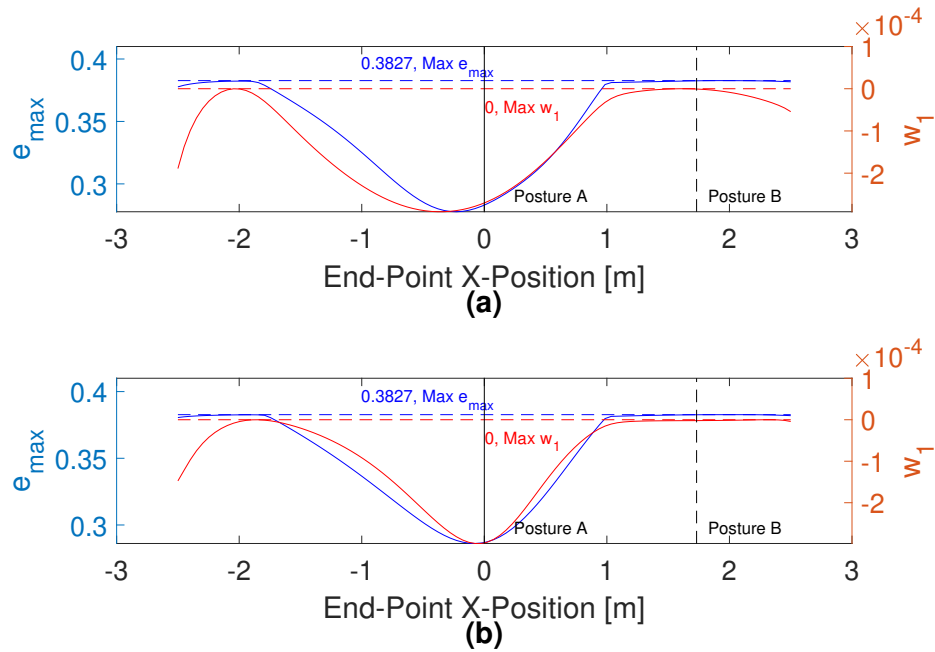 ×10⁻⁴
0.4
0.35
0.3
e_max
0.3827, Max e_max
0, Max w_1
Posture A
Posture B
1
0
-1
-2
w_1
-3 -2 -1 0 1 2 3
End-Point X-Position [m]
(a)
×10⁻⁴
0.4
0.35
0.3
e_max
0.3827, Max e_max
0, Max w_1
Posture A
Posture B
1
0
-1
-2
w_1
-3 -2 -1 0 1 2 3
End-Point X-Position [m]
(b)